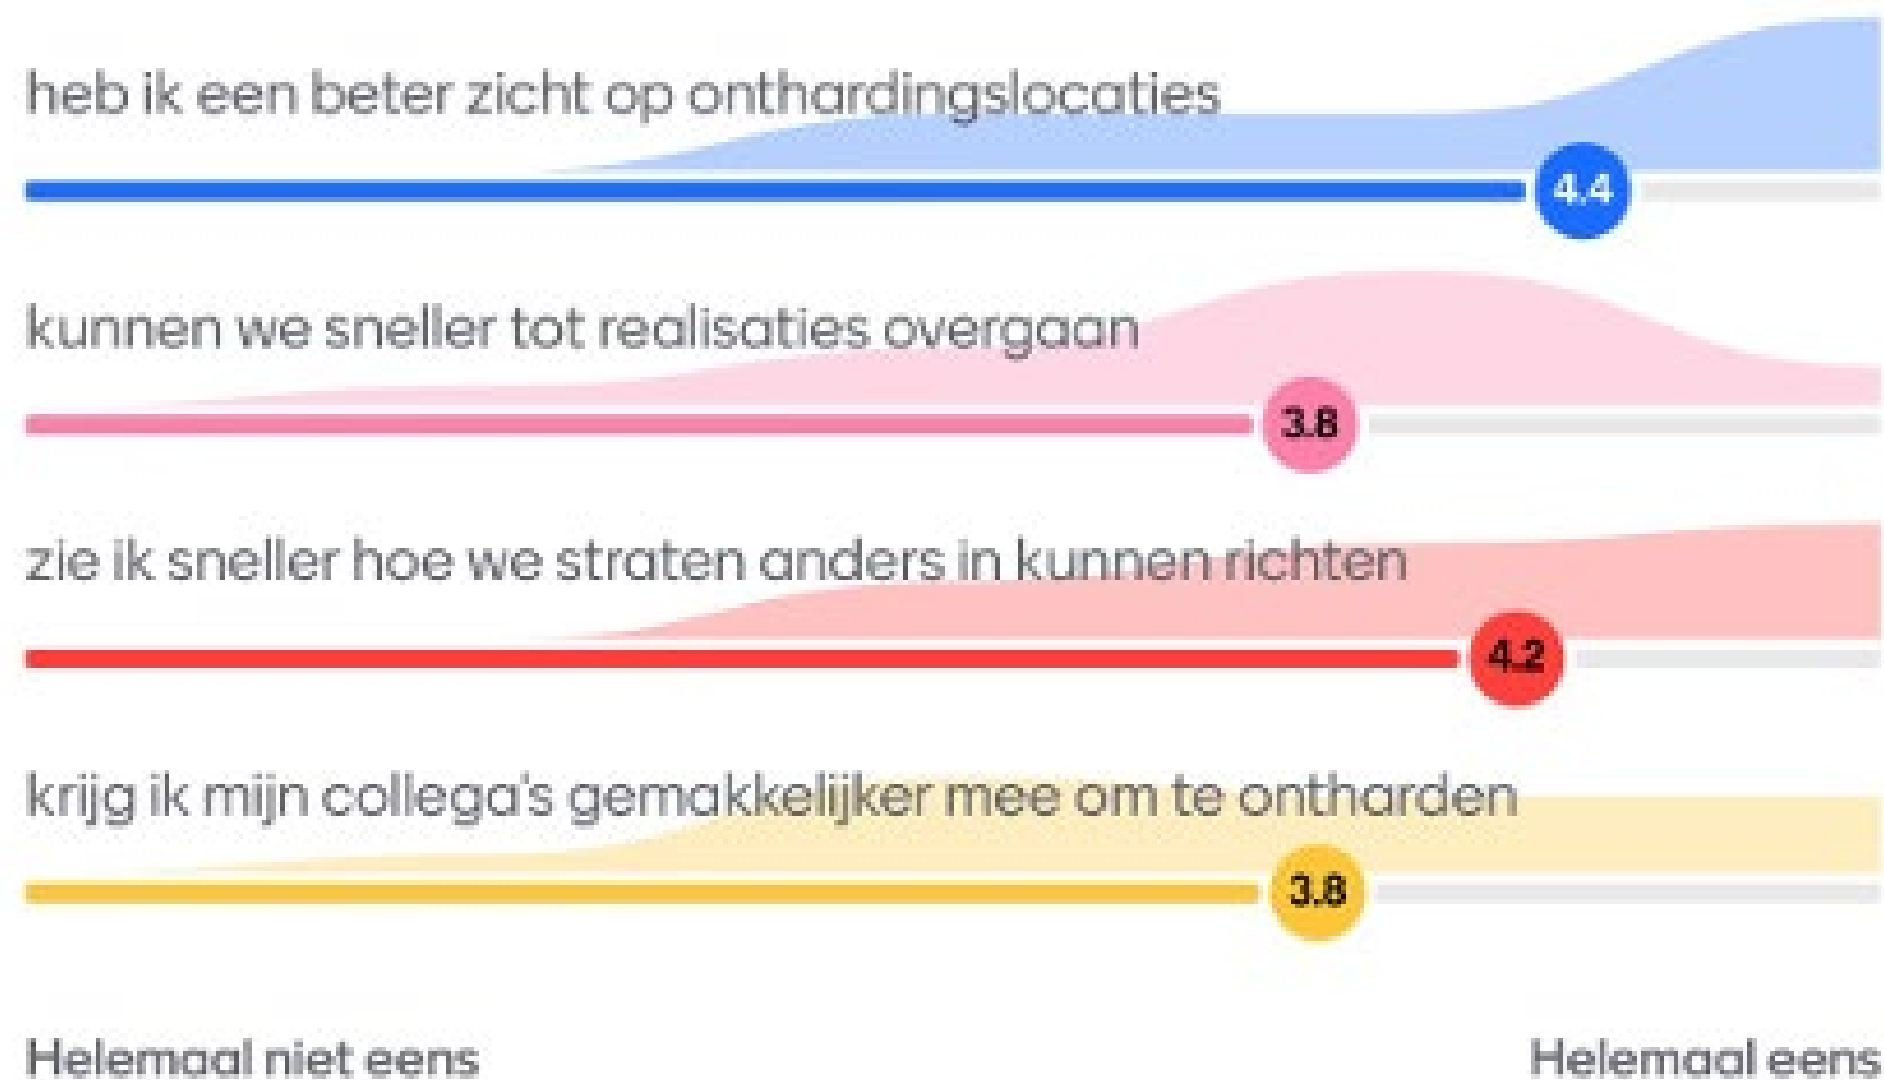 heb ik een beter zicht op onthardingslocaties
4.4
kunnen we sneller tot realisaties overgaan
3.8
zie ik sneller hoe we straten anders in kunnen richten
4.2
krijg ik mijn collega's gemakkelijker mee om te ontharden
3.8
Helemaal niet eens
Helemaal eens